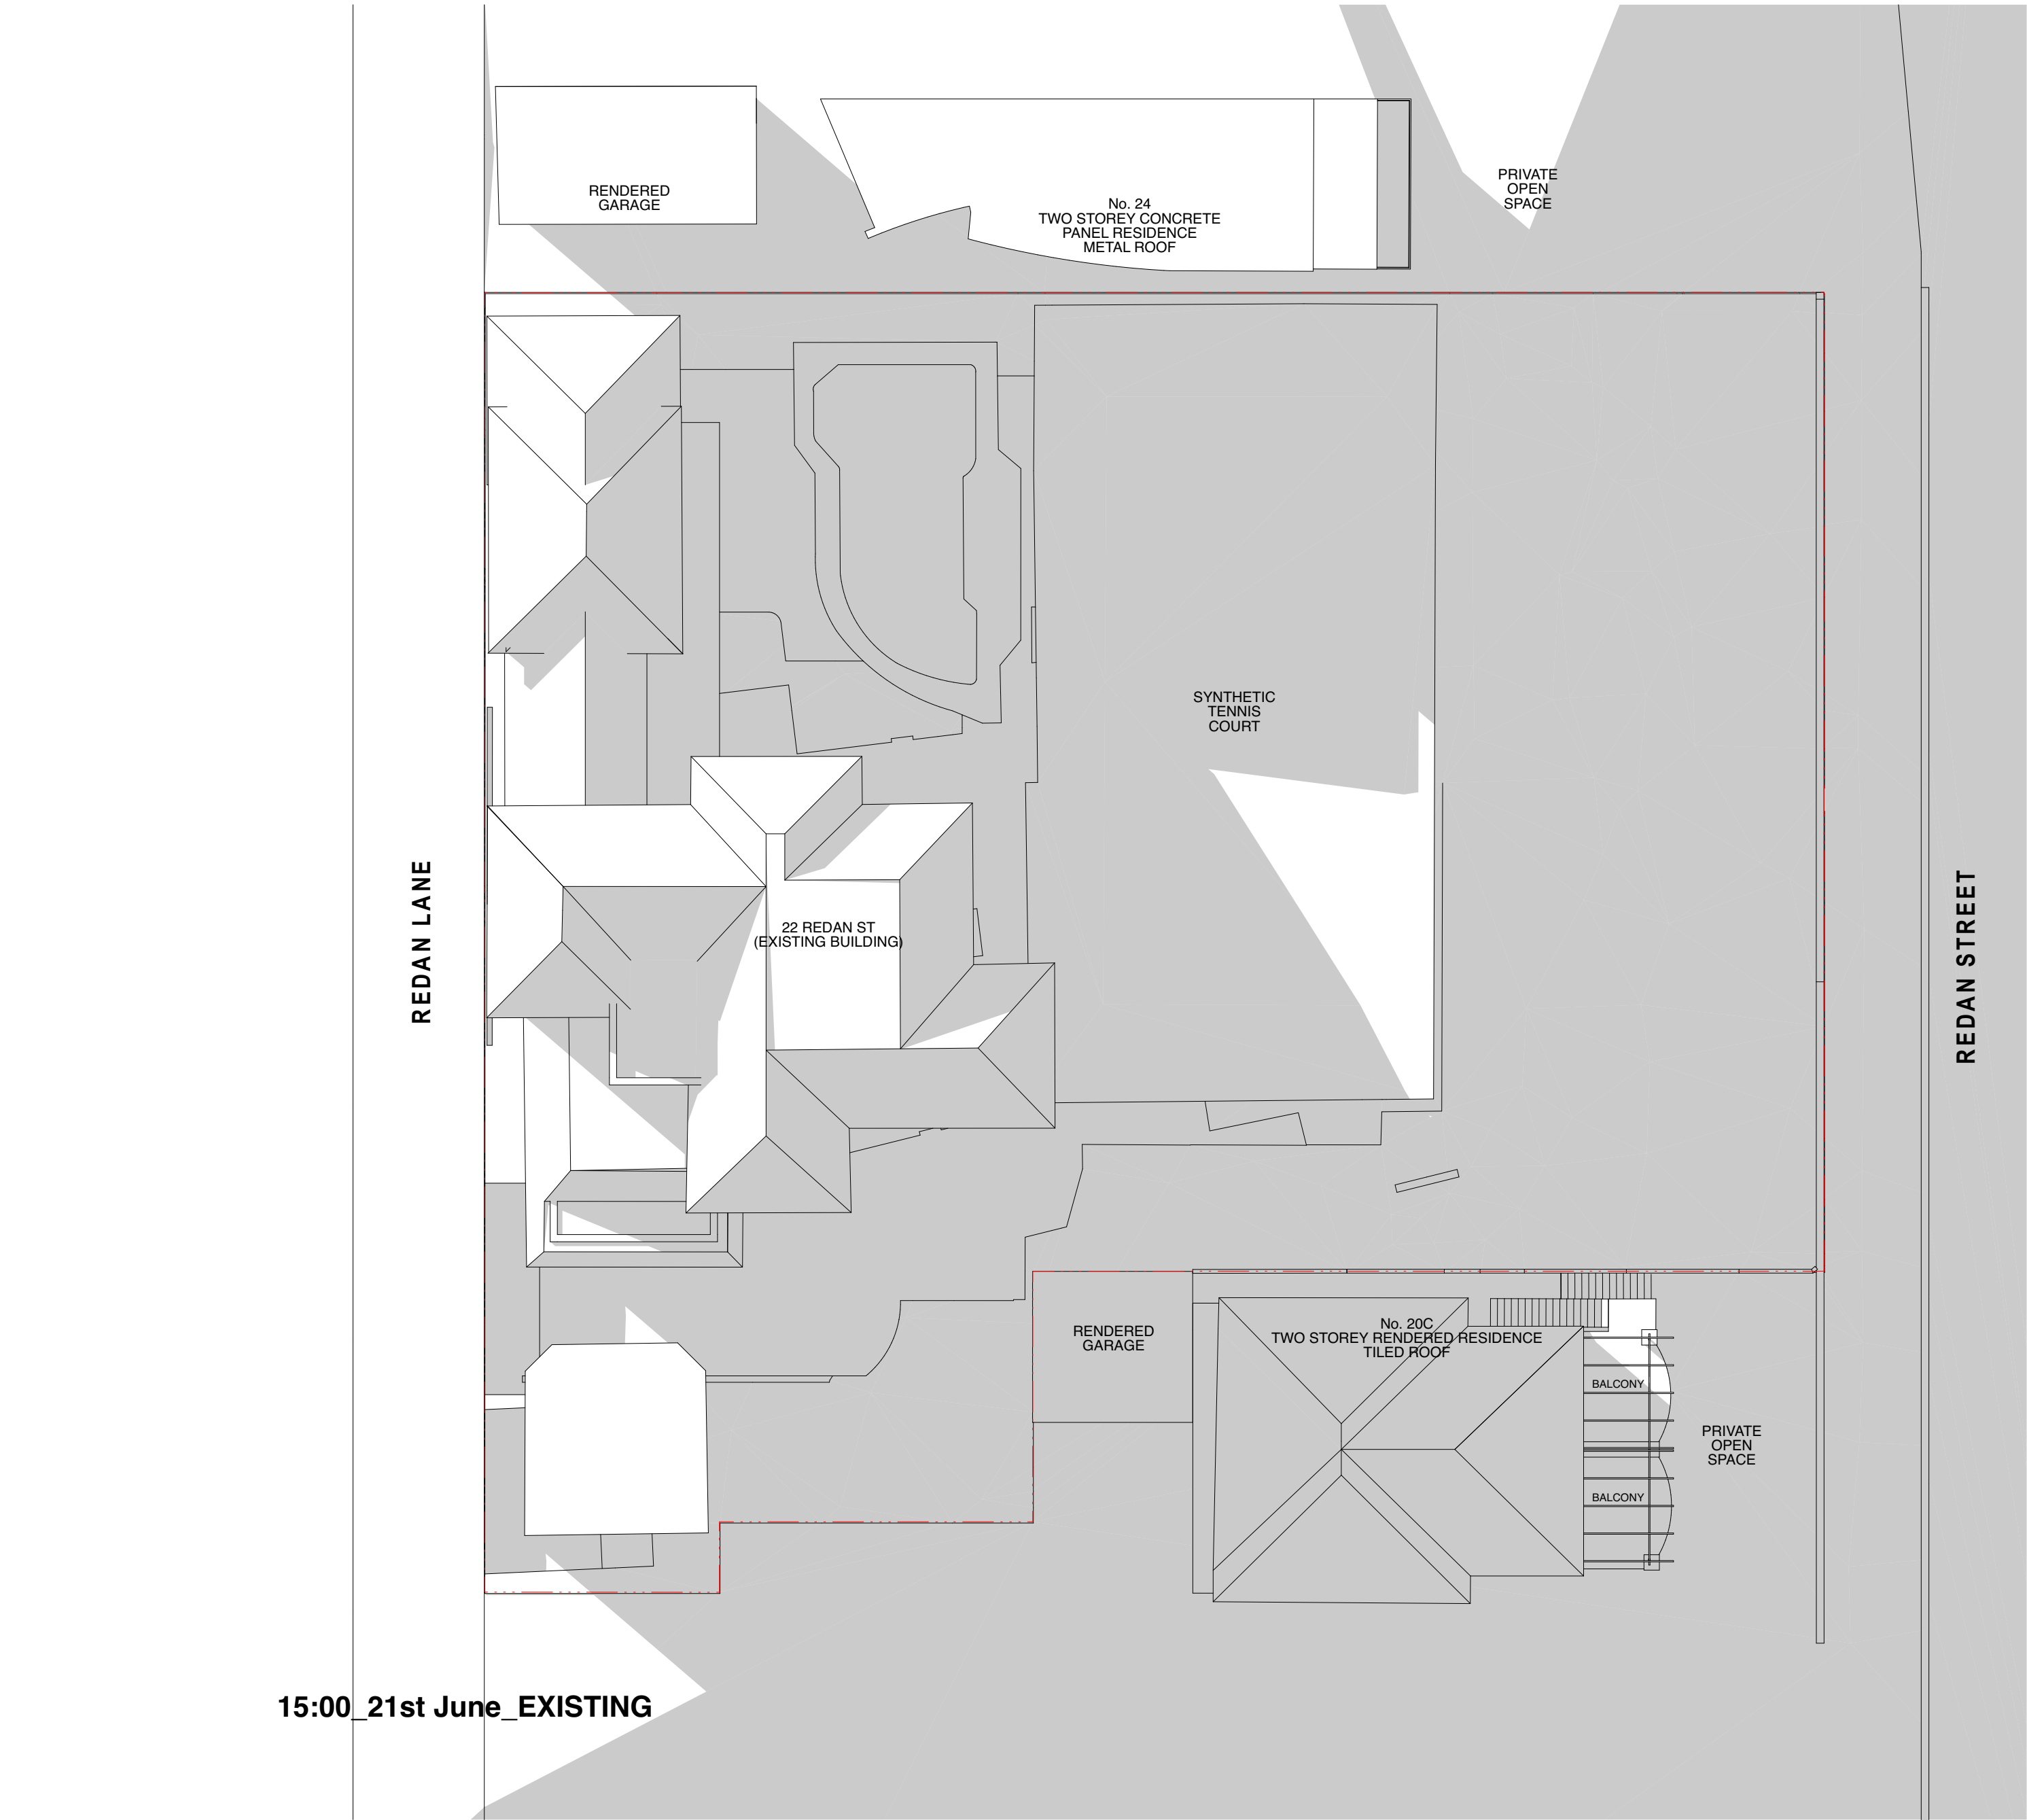 RENDERED
GARAGE
No. 24
TWO STOREY CONCRETE
PANEL RESIDENCE
METAL ROOF
PRIVATE
OPEN
SPACE
SYNTHETIC
TENNIS
COURT
REDAN LANE
22 REDAN ST
(EXISTING BUILDING)
REDAN STREET
RENDERED
GARAGE
No. 20C
TWO STOREY RENDERED RESIDENCE
TILED ROOF
BALCONY
PRIVATE
OPEN
SPACE
BALCONY
15:00_21st June_EXISTING